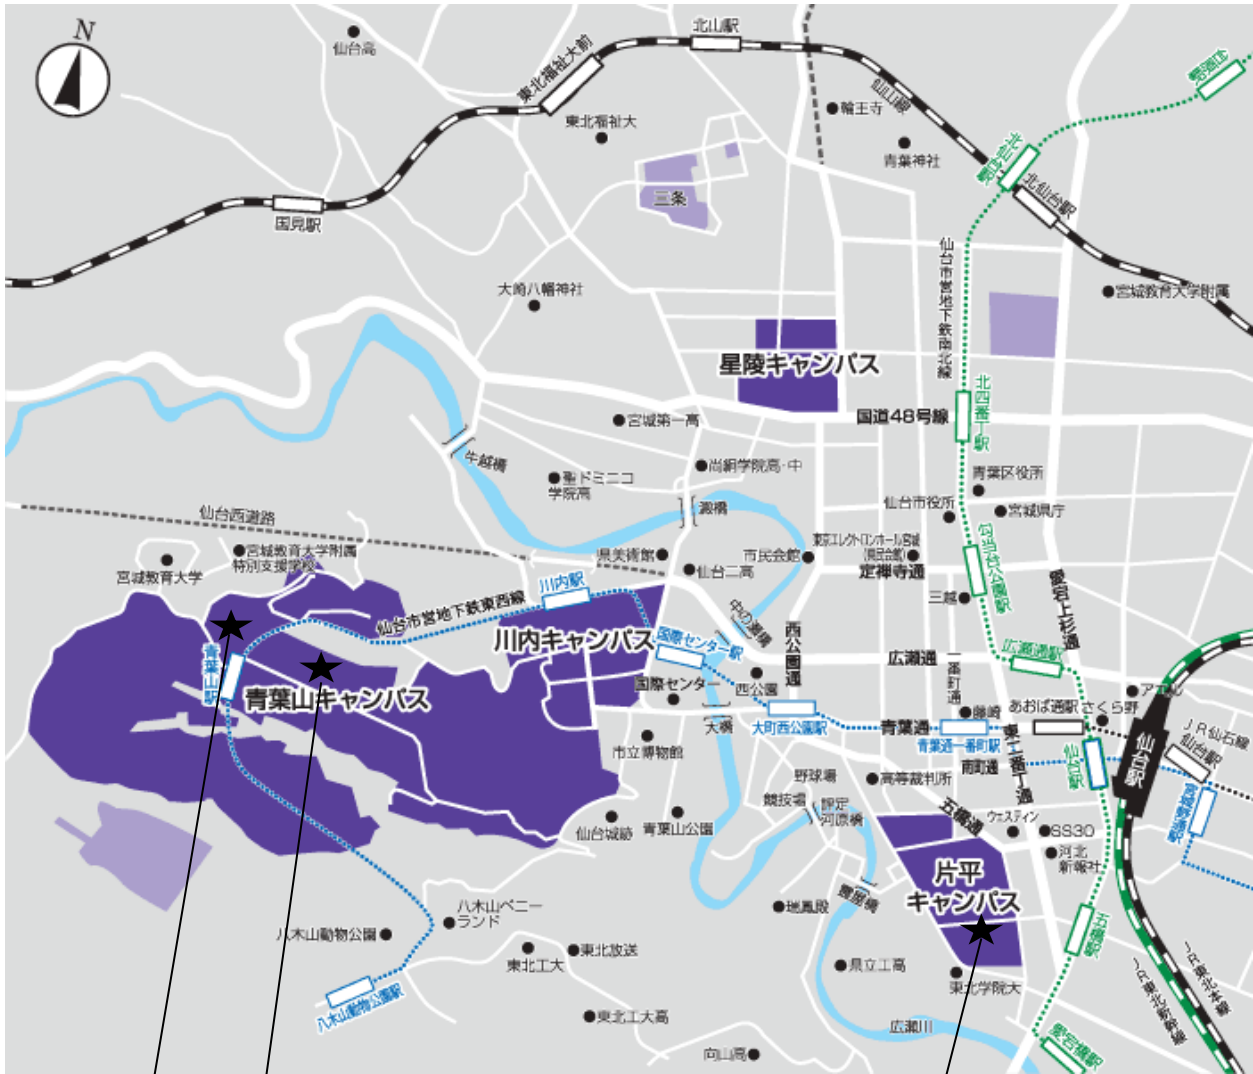 N
仙台高
北山駅
東北福祉大前
東北福祉大
仙山線
輪王寺
青葉神社
台原駅
北仙台駅
北仙台駅
三条
国見駅
大崎八幡神社
仙台市営地下鉄南北線
宮城教育大学附属
星陵キャンパス
国道48号線
北四番丁駅
宮城第一高
牛越橋
聖ドミニコ
学院高
尚絅学院高・中
澱橋
青葉区役所
仙台市役所
宮城県庁
仙台西道路
宮城教育大学
宮城教育大学附属
特別支援学校
県美術館
仙台二高
市民会館
東京エレクトロンホール宮城
(県民会館)
定禅寺通
勾当台公園駅
愛宮上杉通
三越
川内駅
仙台市営地下鉄東西線
川内キャンパス
中の瀬橋
国際センター駅
西公園通
広瀬通
広瀬通駅
一番町通
青葉山駅
青葉山キャンパス
国際センター
西公園
大橋
大町西公園駅
青葉通
藤崎
青葉通一番町駅
あおば通駅
さくら野
アエル
JR仙石線
仙台駅
仙台駅
仙台駅
宮城野通駅
東二番丁通
南町通
市立博物館
野球場
競技場
評定
河原橋
高等裁判所
五橋通
ウェスティン
SS30
河北
新報社
仙台城跡
青葉山公園
片平
キャンパス
霊屋橋
瑞鳳殿
五橋駅
八木山ベニー
ランド
八木山動物公園
東北工大
東北放送
八木山動物公園駅
県立工高
東北学院大
東北工大高
広瀬川
向山高
愛宕橋駅
JR東北新幹線
JR東北本線